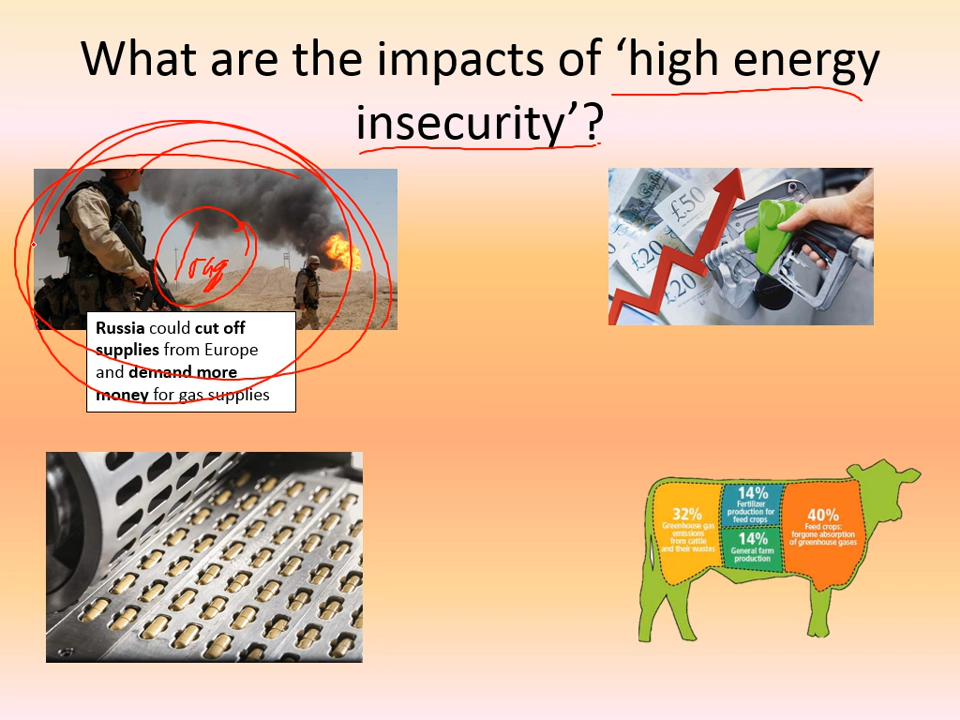 What are the impacts of ‘high energy
insecurity’?
Iraq
£50
£20
£20
Russia could cut off
supplies from Europe
and demand more
money for gas supplies
32%
Greenhouse gas
emissions
from cattle
and their wastes
14%
Fertilizer
production for
feed crops
14%
General farm
production
40%
Feed crops:
forgone absorption
of greenhouse gases